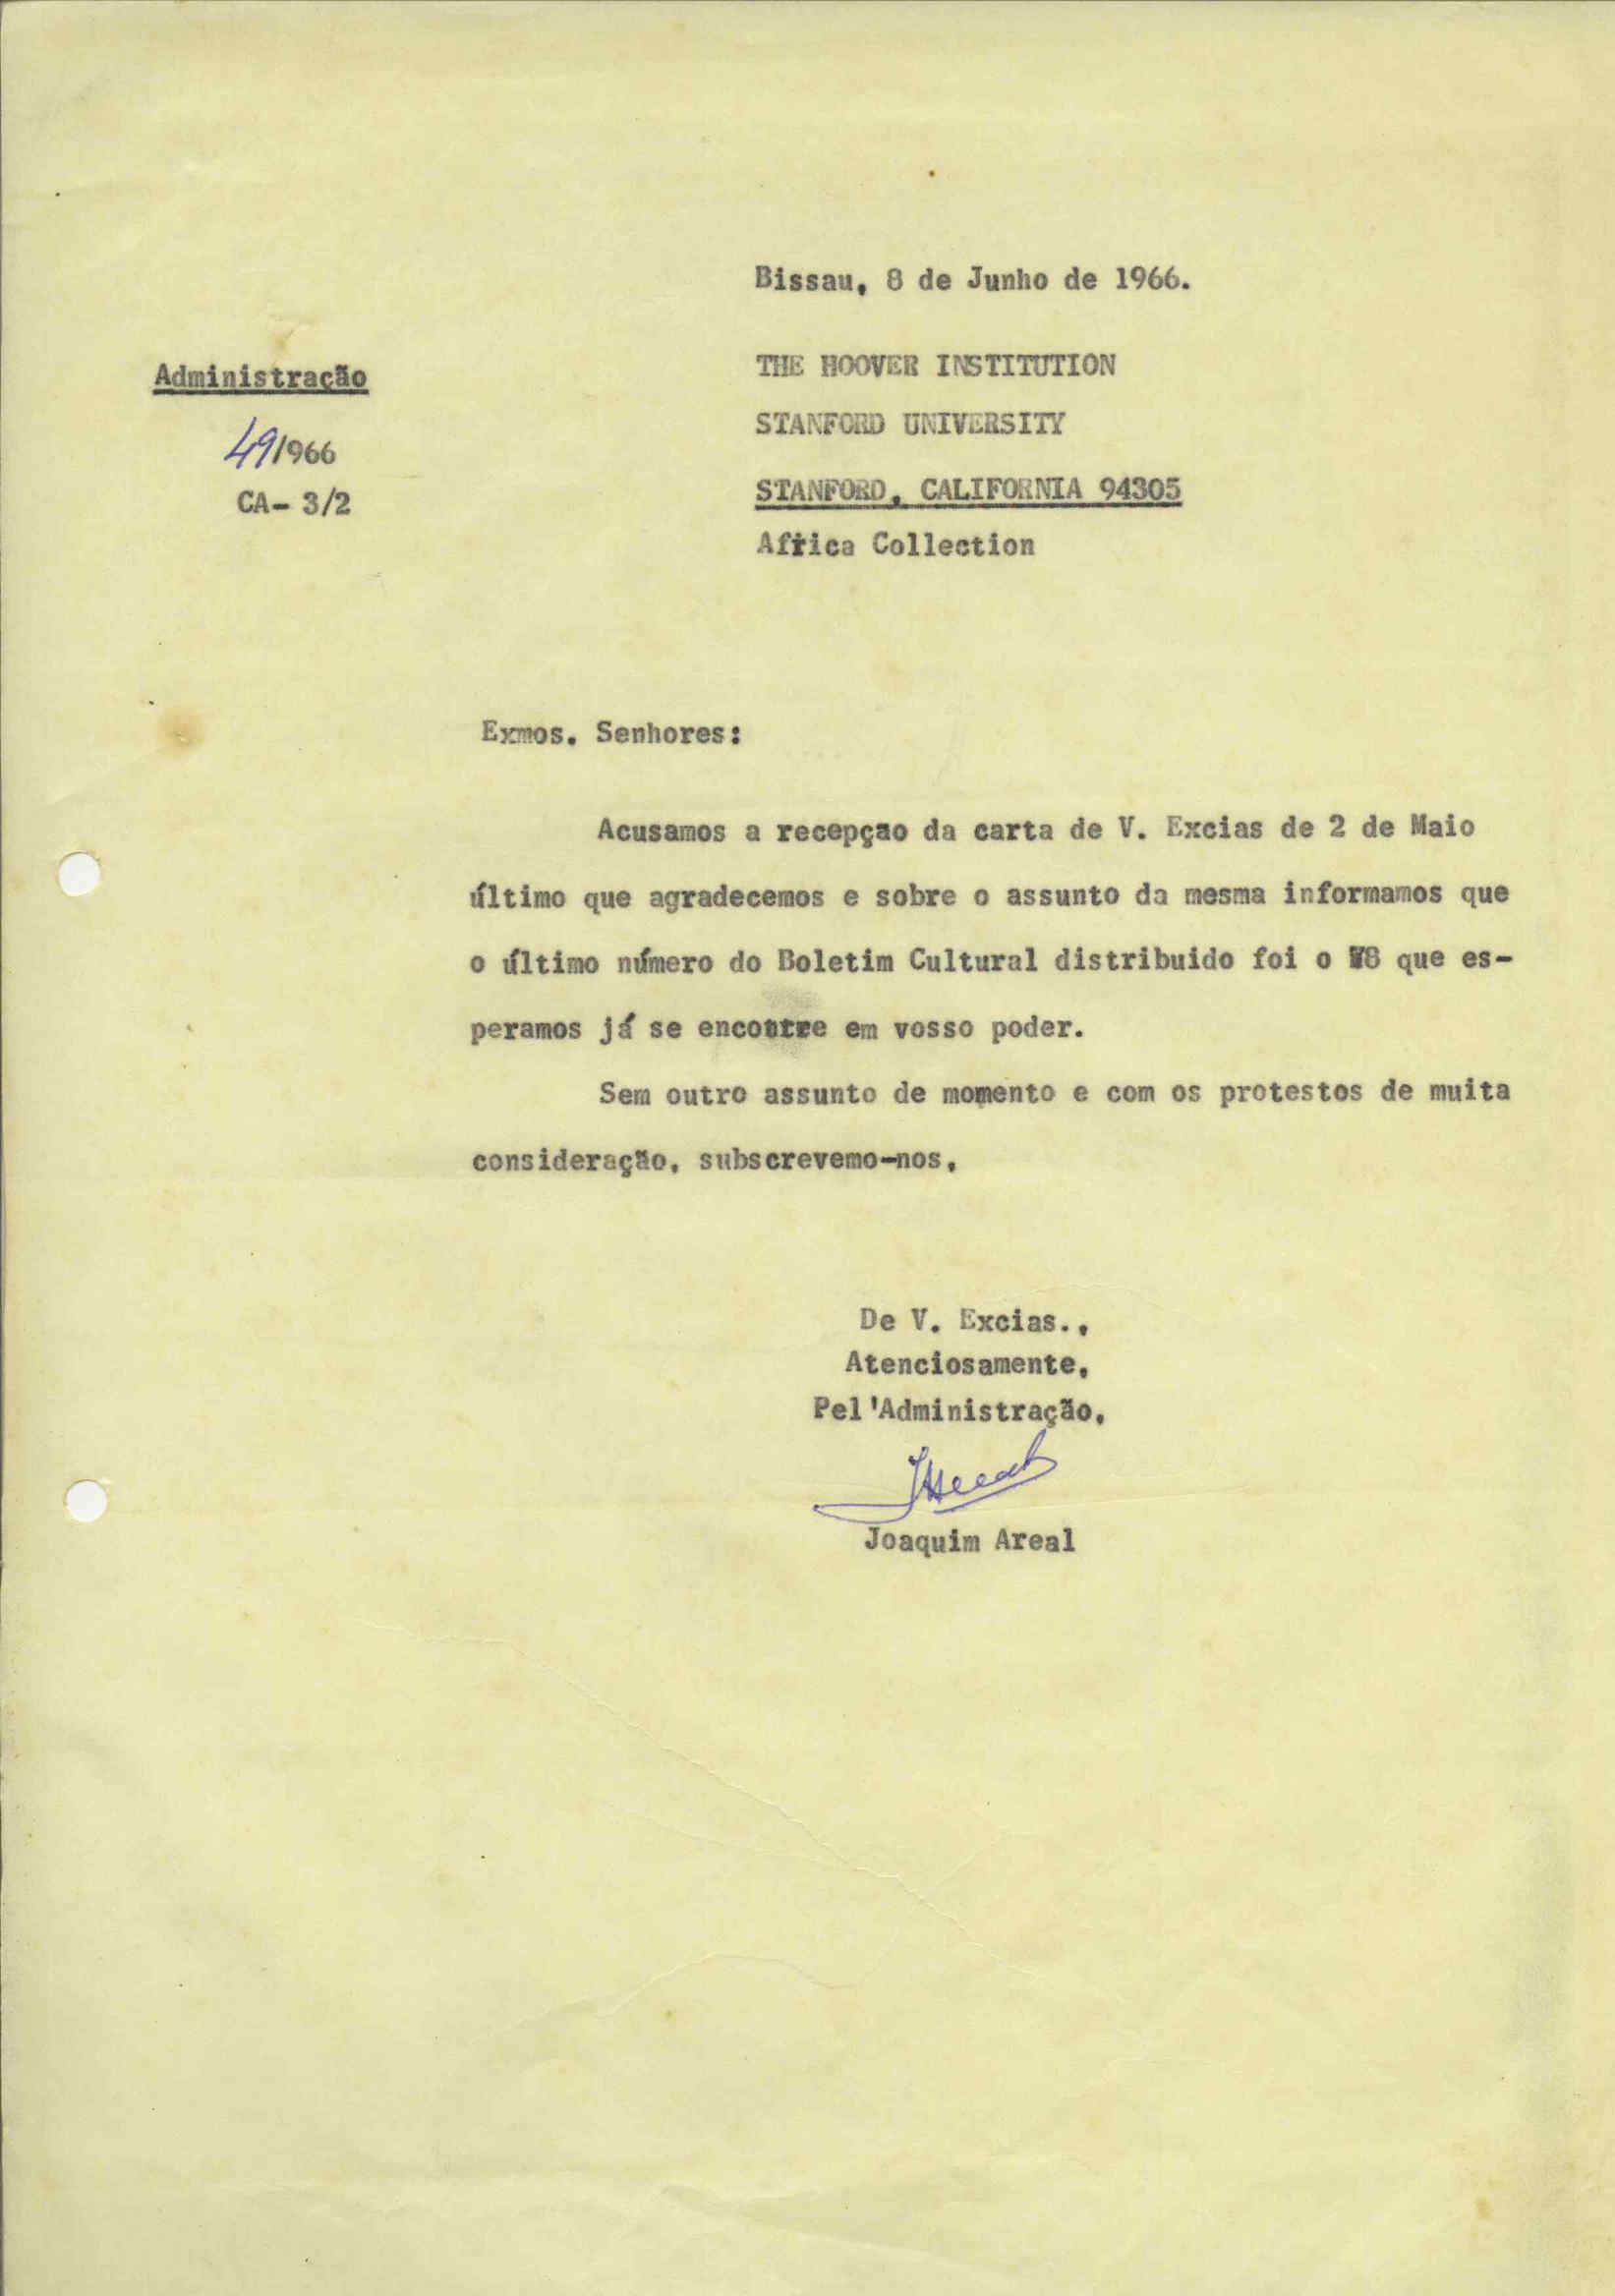 Bissau, 8 de Junho de 1966.
Administração
49/966
CA- 3/2
THE HOOVER INSTITUTION
STANFORD UNIVERSITY
STANFORD, CALIFORNIA 94305
Africa Collection
Exmos. Senhores:
Acusamos a recepçao da carta de V. Excias de 2 de Maio
último que agradecemos e sobre o assunto da mesma informamos que
o último número do Boletim Cultural distribuido foi o 78 que es-
peramos já se encontre em vosso poder.
Sem outro assunto de momento e com os protestos de muita
consideração, subscrevemo-nos,
De V. Excias.,
Atenciosamente,
Pel'Administração,
Joaquim Areal